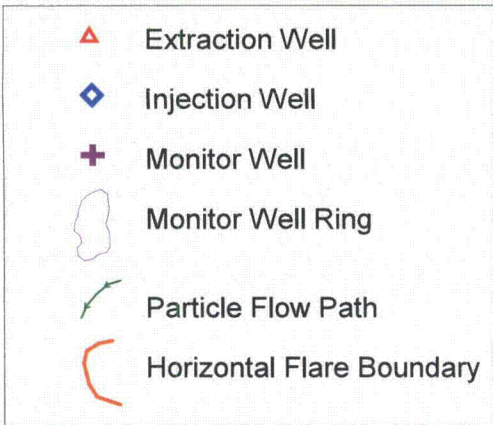 Extraction Well
Injection Well
Monitor Well
Monitor Well Ring
Particle Flow Path
Horizontal Flare Boundary